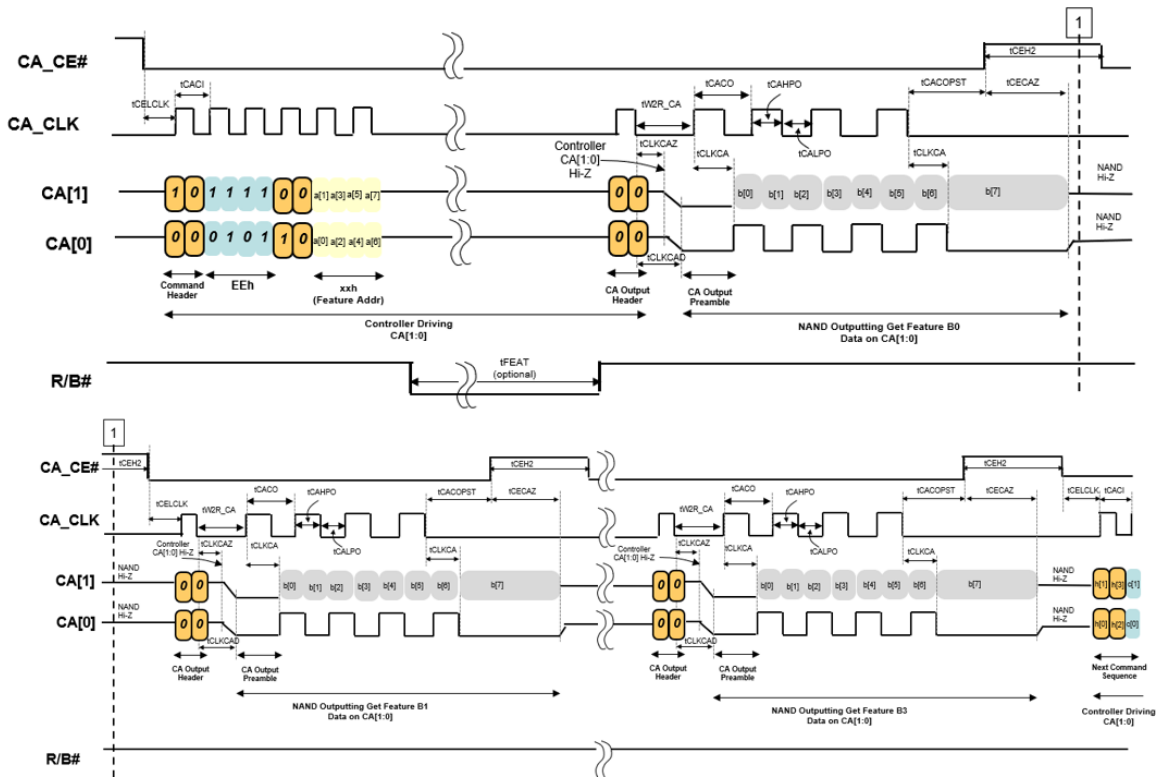 1
CA_CE#
tCEH2
tCACI
tCELCLK
tCACO
tCAHPO
tCACOPST
tCECAZ
tW2R_CA
CA_CLK
tCLKCAZ
tCALPO
Controller
CA[1:0]
Hi-Z
tCLKCA
tCLKCA
CA[1]
1 0 1 1 1 1 0 0 a[1] a[3] a[5] a[7]
0 0
b[0] b[1] b[2] b[3] b[4] b[5] b[6] b[7]
NAND
Hi-Z
CA[0]
0 0 0 1 0 1 1 0 a[0] a[2] a[4] a[6]
0 0
NAND
Hi-Z
tCLKCAD
Command
Header
EEh
xxh
(Feature Addr)
CA Output
Header
CA Output
Preamble
Controller Driving
CA[1:0]
NAND Outputting Get Feature B0
Data on CA[1:0]
R/B#
tFEAT
(optional)
1
CA_CE#
tCEH2
tCEH2
tCEH2
tCELCLK
tCACO
tCAHPO
tCACOPST
tCECAZ
tCACO
tCAHPO
tCACOPST
tCECAZ
tCELCLK
tCACI
CA_CLK
tW2R_CA
tW2R_CA
tCLKCAZ
tCALPO
tCLKCAZ
tCALPO
Controller
CA[1:0] Hi-Z
tCLKCA
tCLKCA
Controller
CA[1:0] Hi-Z
tCLKCA
tCLKCA
CA[1]
NAND
Hi-Z
0 0
b[0] b[1] b[2] b[3] b[4] b[5] b[6] b[7]
0 0
b[0] b[1] b[2] b[3] b[4] b[5] b[6] b[7]
NAND
Hi-Z
h[1] h[3] c[1]
CA[0]
NAND
Hi-Z
0 0
0 0
NAND
Hi-Z
h[0] h[2] c[0]
tCLKCAD
tCLKCAD
CA Output
Header
CA Output
Preamble
CA Output
Header
CA Output
Preamble
Next Command
Sequence
NAND Outputting Get Feature B1
Data on CA[1:0]
NAND Outputting Get Feature B3
Data on CA[1:0]
Controller Driving
CA[1:0]
R/B#